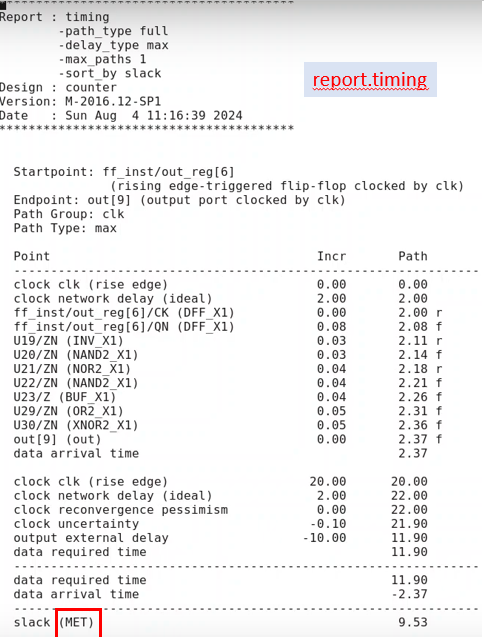 ****************************************
Report : timing
        -path_type full
        -delay_type max
        -max_paths 1
        -sort_by slack
report.timing
Design : counter
Version: M-2016.12-SP1
Date   : Sun Aug  4 11:16:39 2024
****************************************
Startpoint: ff_inst/out_reg[6]
            (rising edge-triggered flip-flop clocked by clk)
Endpoint: out[9] (output port clocked by clk)
Path Group: clk
Path Type: max
Point                                    Incr       Path
---------------------------------------------------------------
clock clk (rise edge)                    0.00       0.00
clock network delay (ideal)              2.00       2.00
ff_inst/out_reg[6]/CK (DFF_X1)           0.00       2.00 r
ff_inst/out_reg[6]/QN (DFF_X1)           0.08       2.08 f
U19/ZN (INV_X1)                          0.03       2.11 r
U20/ZN (NAND2_X1)                        0.03       2.14 f
U21/ZN (NOR2_X1)                         0.04       2.18 r
U22/ZN (NAND2_X1)                        0.04       2.21 f
U23/Z (BUF_X1)                           0.04       2.26 f
U29/ZN (OR2_X1)                          0.05       2.31 f
U30/ZN (XNOR2_X1)                        0.05       2.36 f
out[9] (out)                             0.00       2.37 f
data arrival time                                   2.37
clock clk (rise edge)                   20.00      20.00
clock network delay (ideal)              2.00      22.00
clock reconvergence pessimism            0.00      22.00
clock uncertainty                       -0.10      21.90
output external delay                  -10.00      11.90
data required time                                 11.90
---------------------------------------------------------------
data required time                                 11.90
data arrival time                                  -2.37
---------------------------------------------------------------
slack (MET)                                         9.53